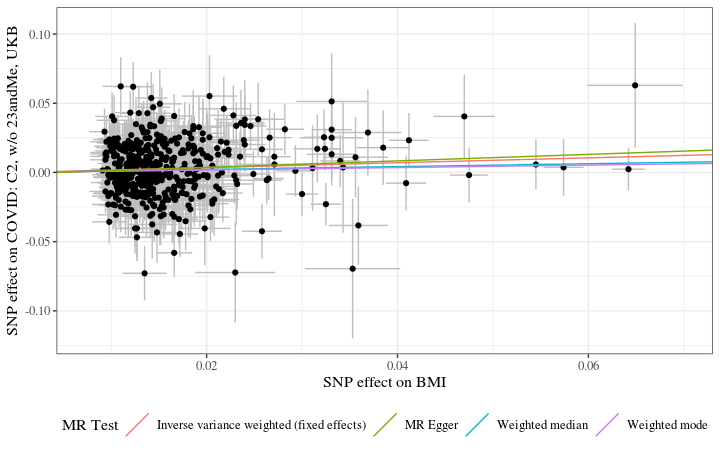 SNP effect on COVID: C2, w/o 23andMe, UKB
0.10
0.05
0.00
-0.05
-0.10
0.02
0.04
0.06
SNP effect on BMI
MR Test
Inverse variance weighted (fixed effects)
MR Egger
Weighted median
Weighted mode